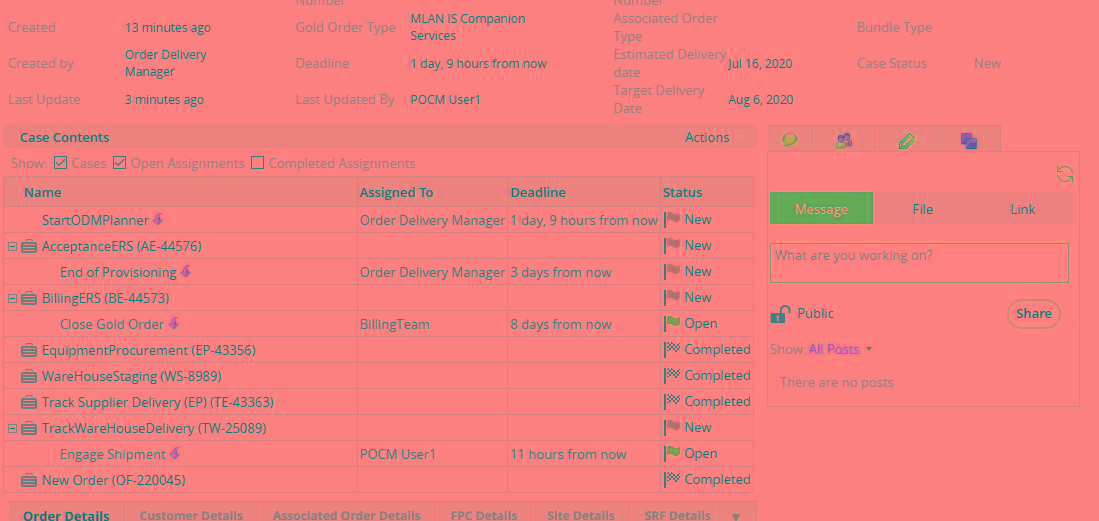 Number
Number
Created 13 minutes ago Gold Order Type MLAN IS Companion Services Associated Order Type Bundle Type
Created by Order Delivery Manager Deadline 1 day, 9 hours from now Estimated Delivery date Jul 16, 2020 Case Status New
Last Update 3 minutes ago Last Updated By POCM User1 Target Delivery Date Aug 6, 2020
Case Contents Actions
Show: Cases Open Assignments Completed Assignments
Name Assigned To Deadline Status
StartODMPlanner Order Delivery Manager 1 day, 9 hours from now New
AcceptanceERS (AE-44576) New
End of Provisioning Order Delivery Manager 3 days from now New
BillingERS (BE-44573) New
Close Gold Order BillingTeam 8 days from now Open
EquipmentProcurement (EP-43356) Completed
WareHouseStaging (WS-8989) Completed
Track Supplier Delivery (EP) (TE-43363) Completed
TrackWareHouseDelivery (TW-25089) New
Engage Shipment POCM User1 11 hours from now Open
New Order (OF-220045) Completed
Message File Link
What are you working on?
Public Share
Show: All Posts
There are no posts
Order Details Customer Details Associated Order Details FPC Details Site Details SRF Details